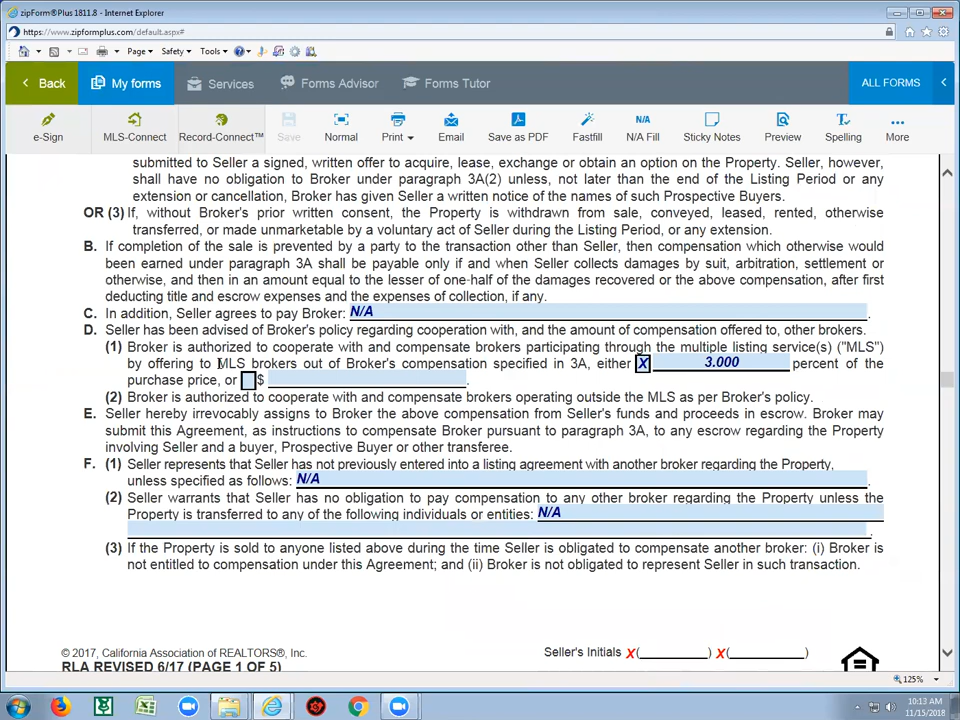 zipForm®Plus 1811.8 - Internet Explorer
https://www.zipformplus.com/default.aspx#
Page Safety Tools
Back My forms Services Forms Advisor Forms Tutor ALL FORMS
e-Sign MLS-Connect Record-Connect™ Save Normal Print Email Save as PDF Fastfill N/A N/A Fill Sticky Notes Preview Spelling More
submitted to Seller a signed, written offer to acquire, lease, exchange or obtain an option on the Property. Seller, however,
shall have no obligation to Broker under paragraph 3A(2) unless, not later than the end of the Listing Period or any
extension or cancellation, Broker has given Seller a written notice of the names of such Prospective Buyers.
OR (3) If, without Broker's prior written consent, the Property is withdrawn from sale, conveyed, leased, rented, otherwise
transferred, or made unmarketable by a voluntary act of Seller during the Listing Period, or any extension.
B. If completion of the sale is prevented by a party to the transaction other than Seller, then compensation which otherwise would
been earned under paragraph 3A shall be payable only if and when Seller collects damages by suit, arbitration, settlement or
otherwise, and then in an amount equal to the lesser of one-half of the damages recovered or the above compensation, after first
deducting title and escrow expenses and the expenses of collection, if any.
C. In addition, Seller agrees to pay Broker: N/A .
D. Seller has been advised of Broker's policy regarding cooperation with, and the amount of compensation offered to, other brokers.
(1) Broker is authorized to cooperate with and compensate brokers participating through the multiple listing service(s) ("MLS")
by offering to MLS brokers out of Broker's compensation specified in 3A, either X 3.000 percent of the
purchase price, or $ .
(2) Broker is authorized to cooperate with and compensate brokers operating outside the MLS as per Broker's policy.
E. Seller hereby irrevocably assigns to Broker the above compensation from Seller's funds and proceeds in escrow. Broker may
submit this Agreement, as instructions to compensate Broker pursuant to paragraph 3A, to any escrow regarding the Property
involving Seller and a buyer, Prospective Buyer or other transferee.
F. (1) Seller represents that Seller has not previously entered into a listing agreement with another broker regarding the Property,
unless specified as follows: N/A .
(2) Seller warrants that Seller has no obligation to pay compensation to any other broker regarding the Property unless the
Property is transferred to any of the following individuals or entities: N/A
.
(3) If the Property is sold to anyone listed above during the time Seller is obligated to compensate another broker: (i) Broker is
not entitled to compensation under this Agreement; and (ii) Broker is not obligated to represent Seller in such transaction.
© 2017, California Association of REALTORS®, Inc.
Seller's Initials X( ) X( )
RLA REVISED 6/17 (PAGE 1 OF 5)
125%
10:13 AM
11/15/2018